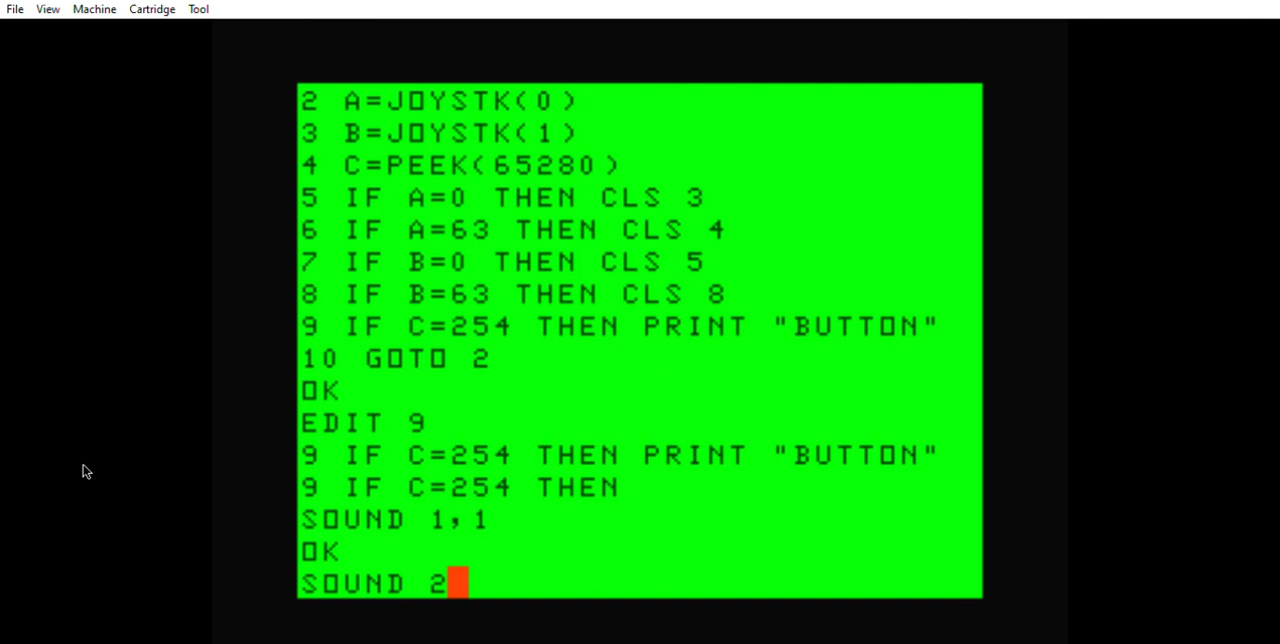 File View Machine Cartridge Tool
2 A=JOYSTK(0)
3 B=JOYSTK(1)
4 C=PEEK(65280)
5 IF A=0 THEN CLS 3
6 IF A=63 THEN CLS 4
7 IF B=0 THEN CLS 5
8 IF B=63 THEN CLS 8
9 IF C=254 THEN PRINT "BUTTON"
10 GOTO 2
OK
EDIT 9
9 IF C=254 THEN PRINT "BUTTON"
9 IF C=254 THEN
SOUND 1,1
OK
SOUND 2